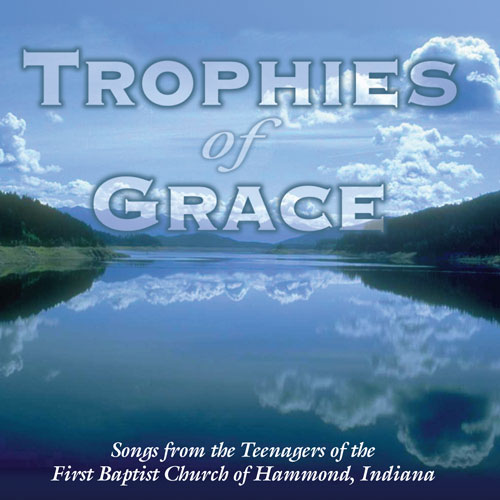 TROPHIES
of
GRACE
Songs from the Teenagers of the
First Baptist Church of Hammond, Indiana